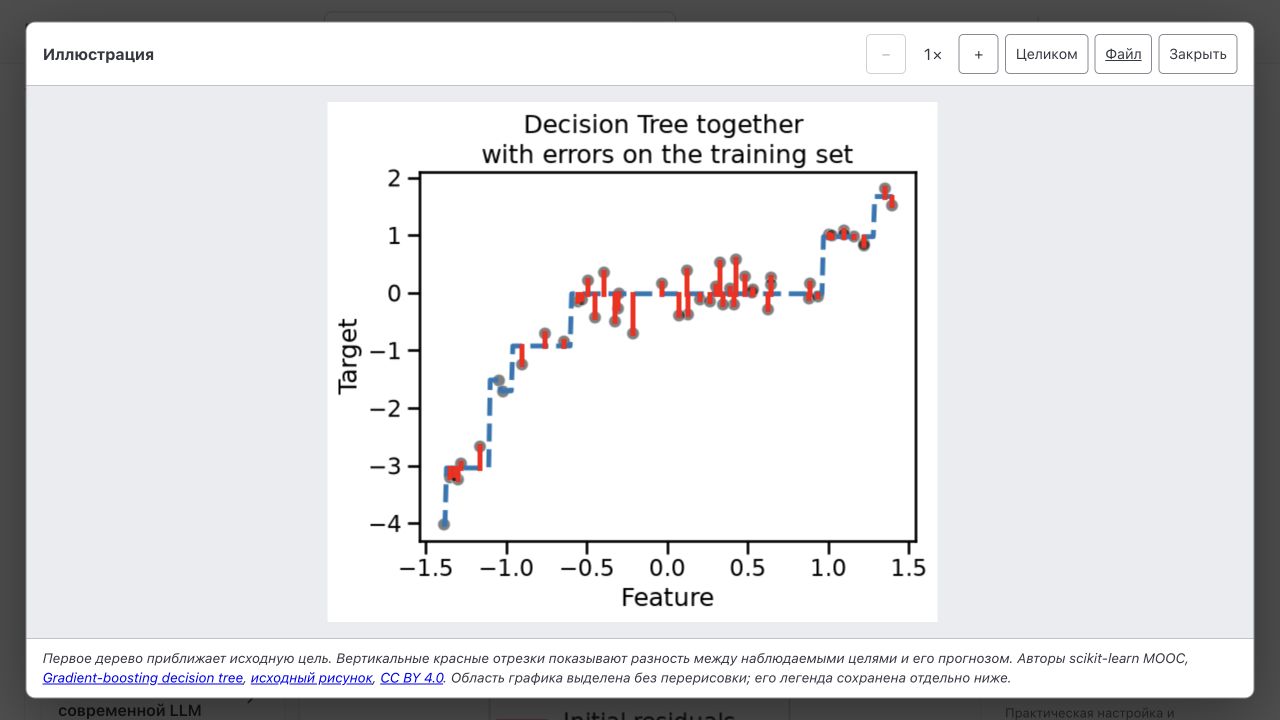 Иллюстрация
− 1× + Целиком Файл Закрыть
Decision Tree together
with errors on the training set
2
1
0
−1
−2
−3
−4
Target
−1.5 −1.0 −0.5 0.0 0.5 1.0 1.5
Feature
Первое дерево приближает исходную цель. Вертикальные красные отрезки показывают разность между наблюдаемыми целями и его прогнозом. Авторы scikit-learn MOOC,
Gradient-boosting decision tree, исходный рисунок, CC BY 4.0. Область графика выделена без перерисовки; его легенда сохранена отдельно ниже.
современной LLM
Initial residuals
Практическая настройка и